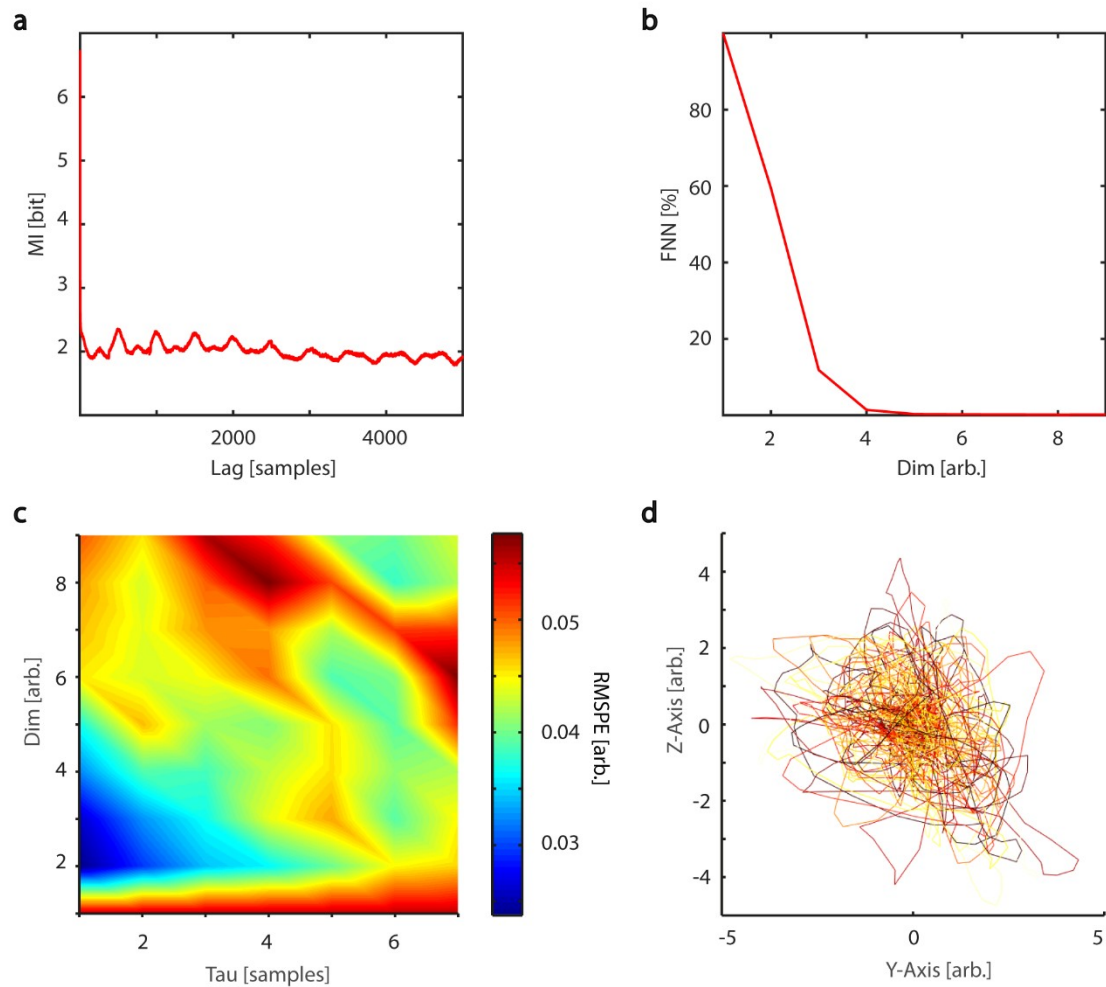 a
6
5
4
3
2
MI [bit]
2000 4000
Lag [samples]
b
80
60
40
20
FNN [%]
2 4 6 8
Dim [arb.]
c
8
6
4
2
Dim [arb.]
2 4 6
Tau [samples]
0.05
0.04
0.03
RMSPE [arb.]
d
4
2
0
-2
-4
Z-Axis [arb.]
-5 0 5
Y-Axis [arb.]